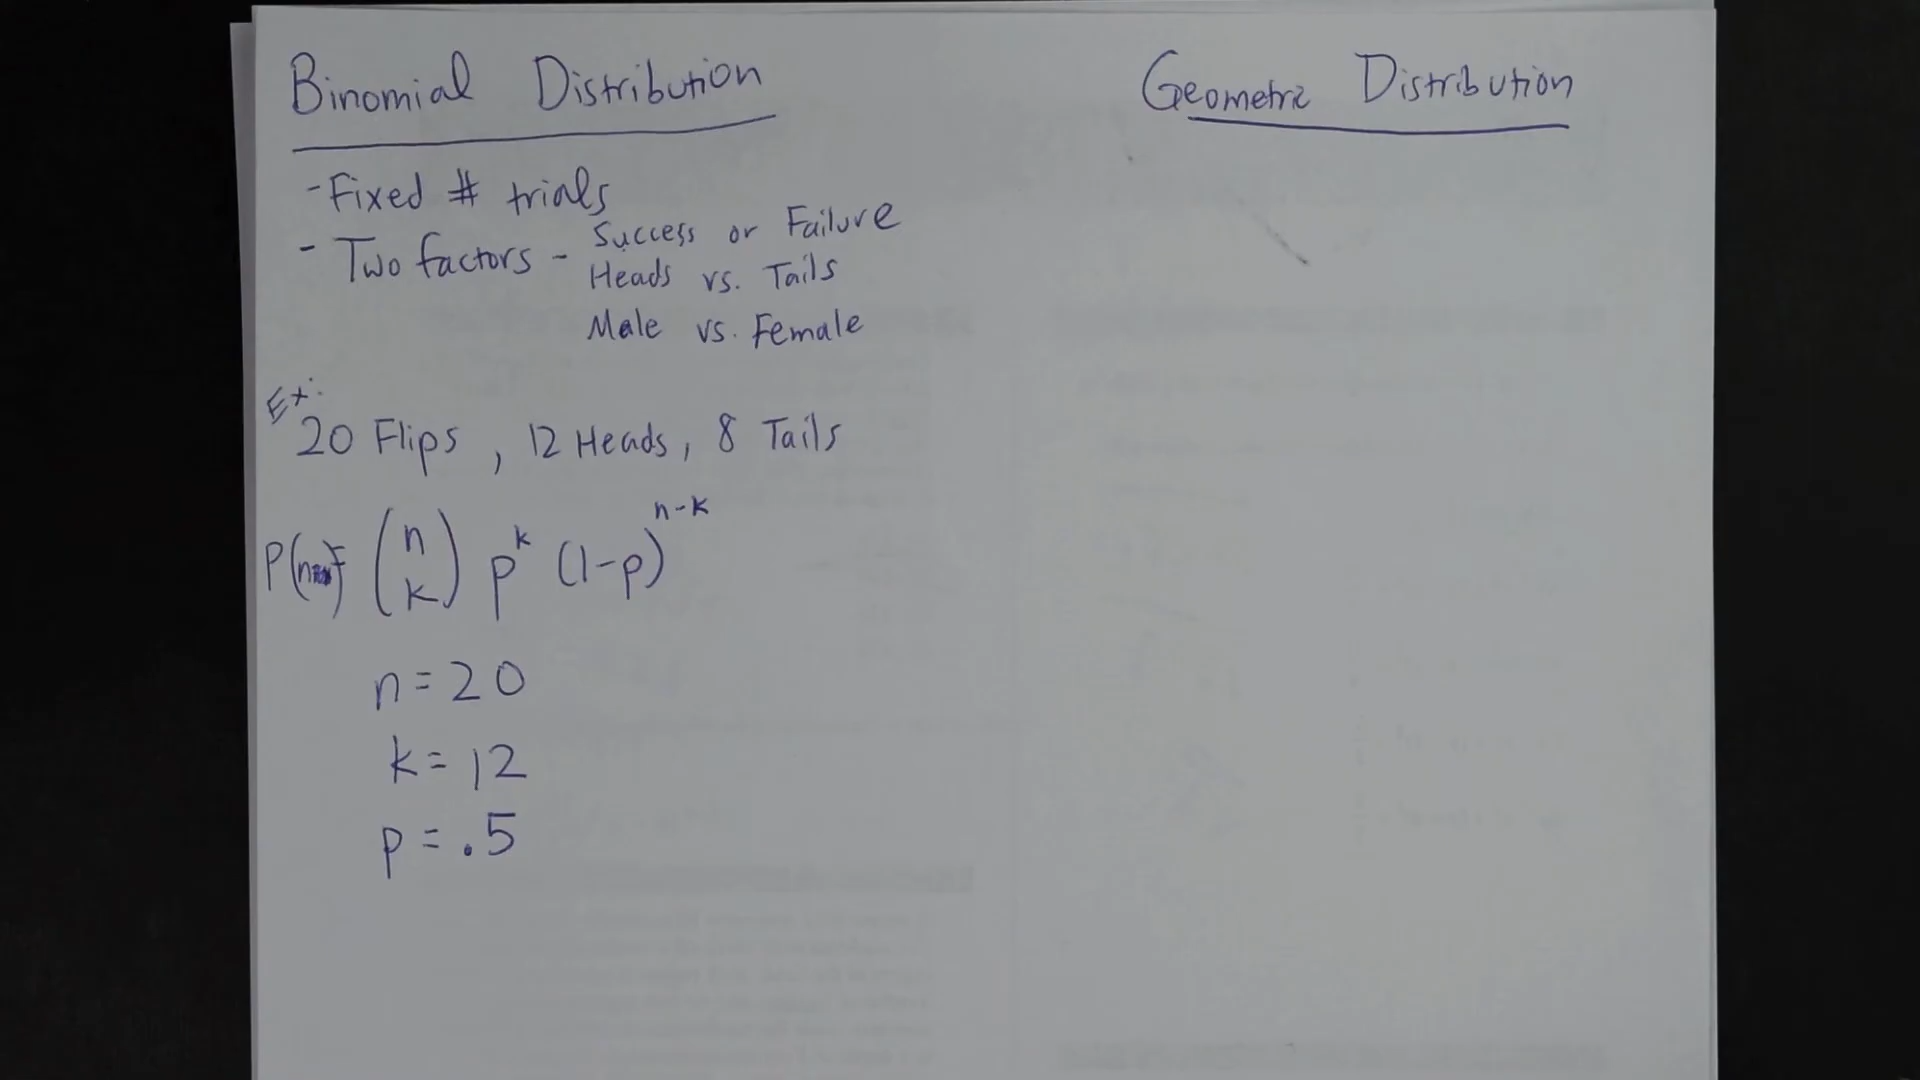 Binomial Distribution
Geometric Distribution
-Fixed # trials
- Two factors - Success or Failure
Heads vs. Tails
Male vs. Female
Ex:
20 Flips, 12 Heads, 8 Tails
P(n = (n k) p^k (1-p)^n-k
n=20
k=12
p=.5